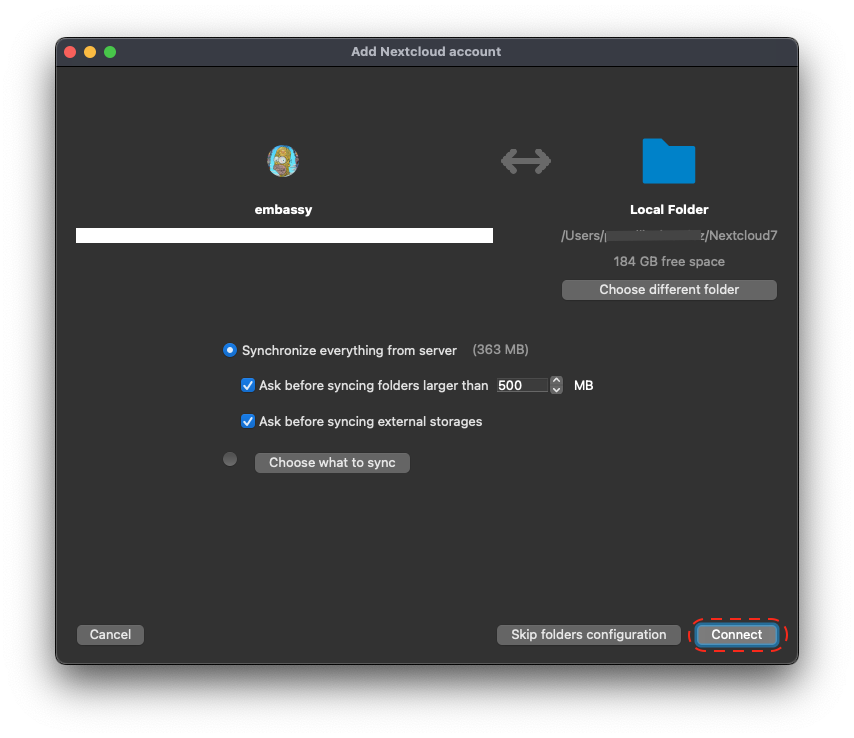 Add Nextcloud account
embassy
Local Folder
/Users/ /Nextcloud7
184 GB free space
Choose different folder
Synchronize everything from server (363 MB)
Ask before syncing folders larger than 500 MB
Ask before syncing external storages
Choose what to sync
Cancel Skip folders configuration Connect